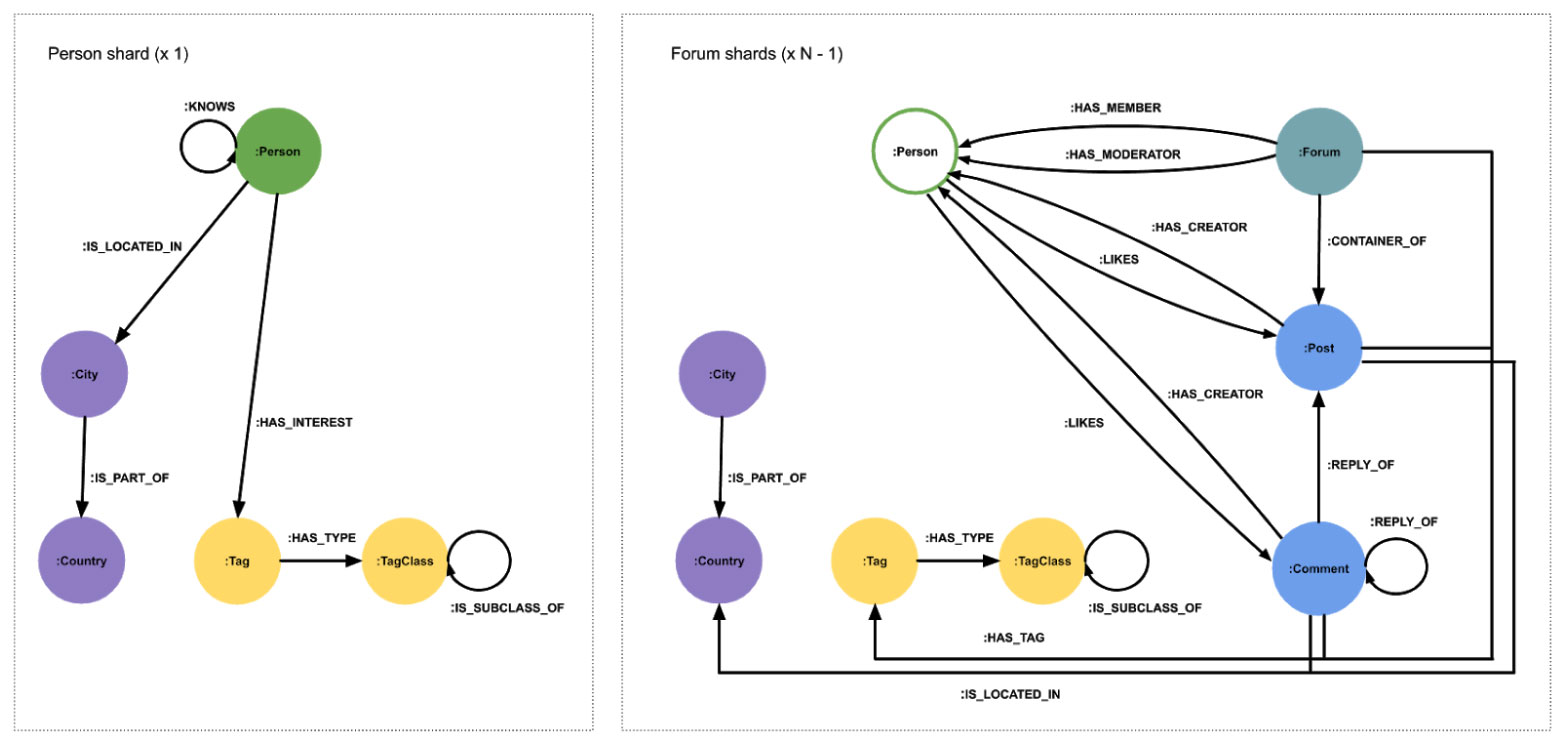 Person shard (x 1)
:KNOWS
:Person
:IS_LOCATED_IN
:City
:HAS_INTEREST
:IS_PART_OF
:HAS_TYPE
:Country
:Tag
:TagClass
:IS_SUBCLASS_OF
Forum shards (x N - 1)
:HAS_MEMBER
:Person
:HAS_MODERATOR
:Forum
:HAS_CREATOR
:CONTAINER_OF
:LIKES
:Post
:City
:HAS_CREATOR
:LIKES
:REPLY_OF
:IS_PART_OF
:REPLY_OF
:HAS_TYPE
:Country
:Tag
:TagClass
:Comment
:IS_SUBCLASS_OF
:HAS_TAG
:IS_LOCATED_IN